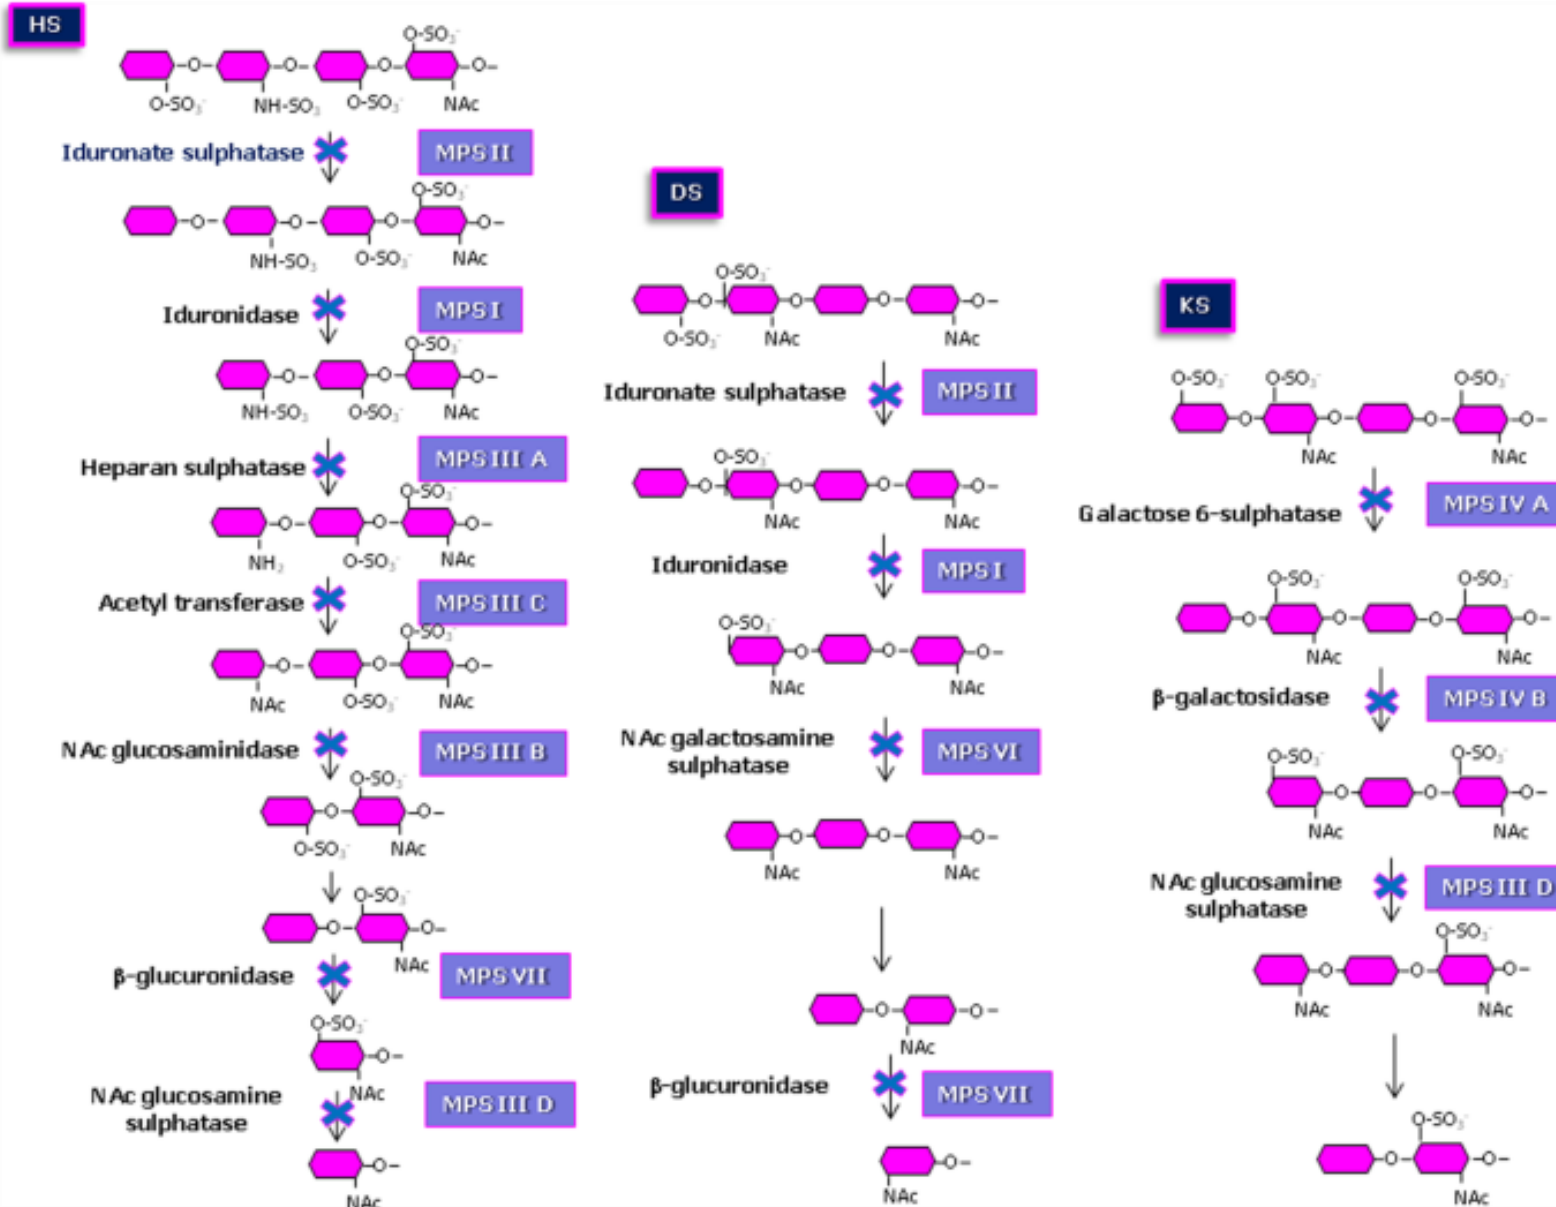 HS
O-SO₃⁻
-O- -O- -O- -O-
O-SO₃⁻ NH-SO₃ O-SO₃⁻ NAc
Iduronate sulphatase MPS II
O-SO₃⁻
-O- -O- -O- -O-
NH-SO₃ O-SO₃⁻ NAc
Iduronidase MPS I
O-SO₃⁻
-O- -O- -O-
NH-SO₃ O-SO₃⁻ NAc
Heparan sulphatase MPS III A
O-SO₃⁻
-O- -O- -O-
NH₂ O-SO₃⁻ NAc
Acetyl transferase MPS III C
O-SO₃⁻
-O- -O- -O-
NAc O-SO₃⁻ NAc
NAc glucosaminidase MPS III B
O-SO₃⁻
-O- -O-
O-SO₃⁻ NAc
O-SO₃⁻
-O- -O-
NAc
β-glucuronidase MPS VII
O-SO₃⁻
-O-
NAc
NAc glucosamine
sulphatase MPS III D
-O-
NAc
DS
O-SO₃⁻
-O- -O- -O- -O-
O-SO₃⁻ NAc NAc
Iduronate sulphatase MPS II
O-SO₃⁻
-O- -O- -O- -O-
NAc NAc
Iduronidase MPS I
O-SO₃⁻
-O- -O- -O-
NAc NAc
NAc galactosamine
sulphatase MPS VI
-O- -O- -O-
NAc NAc
-O- -O-
NAc
β-glucuronidase MPS VII
-O-
NAc
KS
O-SO₃⁻ O-SO₃⁻ O-SO₃⁻
-O- -O- -O- -O-
NAc NAc
Galactose 6-sulphatase MPS IV A
O-SO₃⁻ O-SO₃⁻
-O- -O- -O- -O-
NAc NAc
β-galactosidase MPS IV B
O-SO₃⁻ O-SO₃⁻
-O- -O- -O-
NAc NAc
NAc glucosamine
sulphatase MPS III D
O-SO₃⁻
-O- -O- -O-
NAc NAc
O-SO₃⁻
-O- -O-
NAc